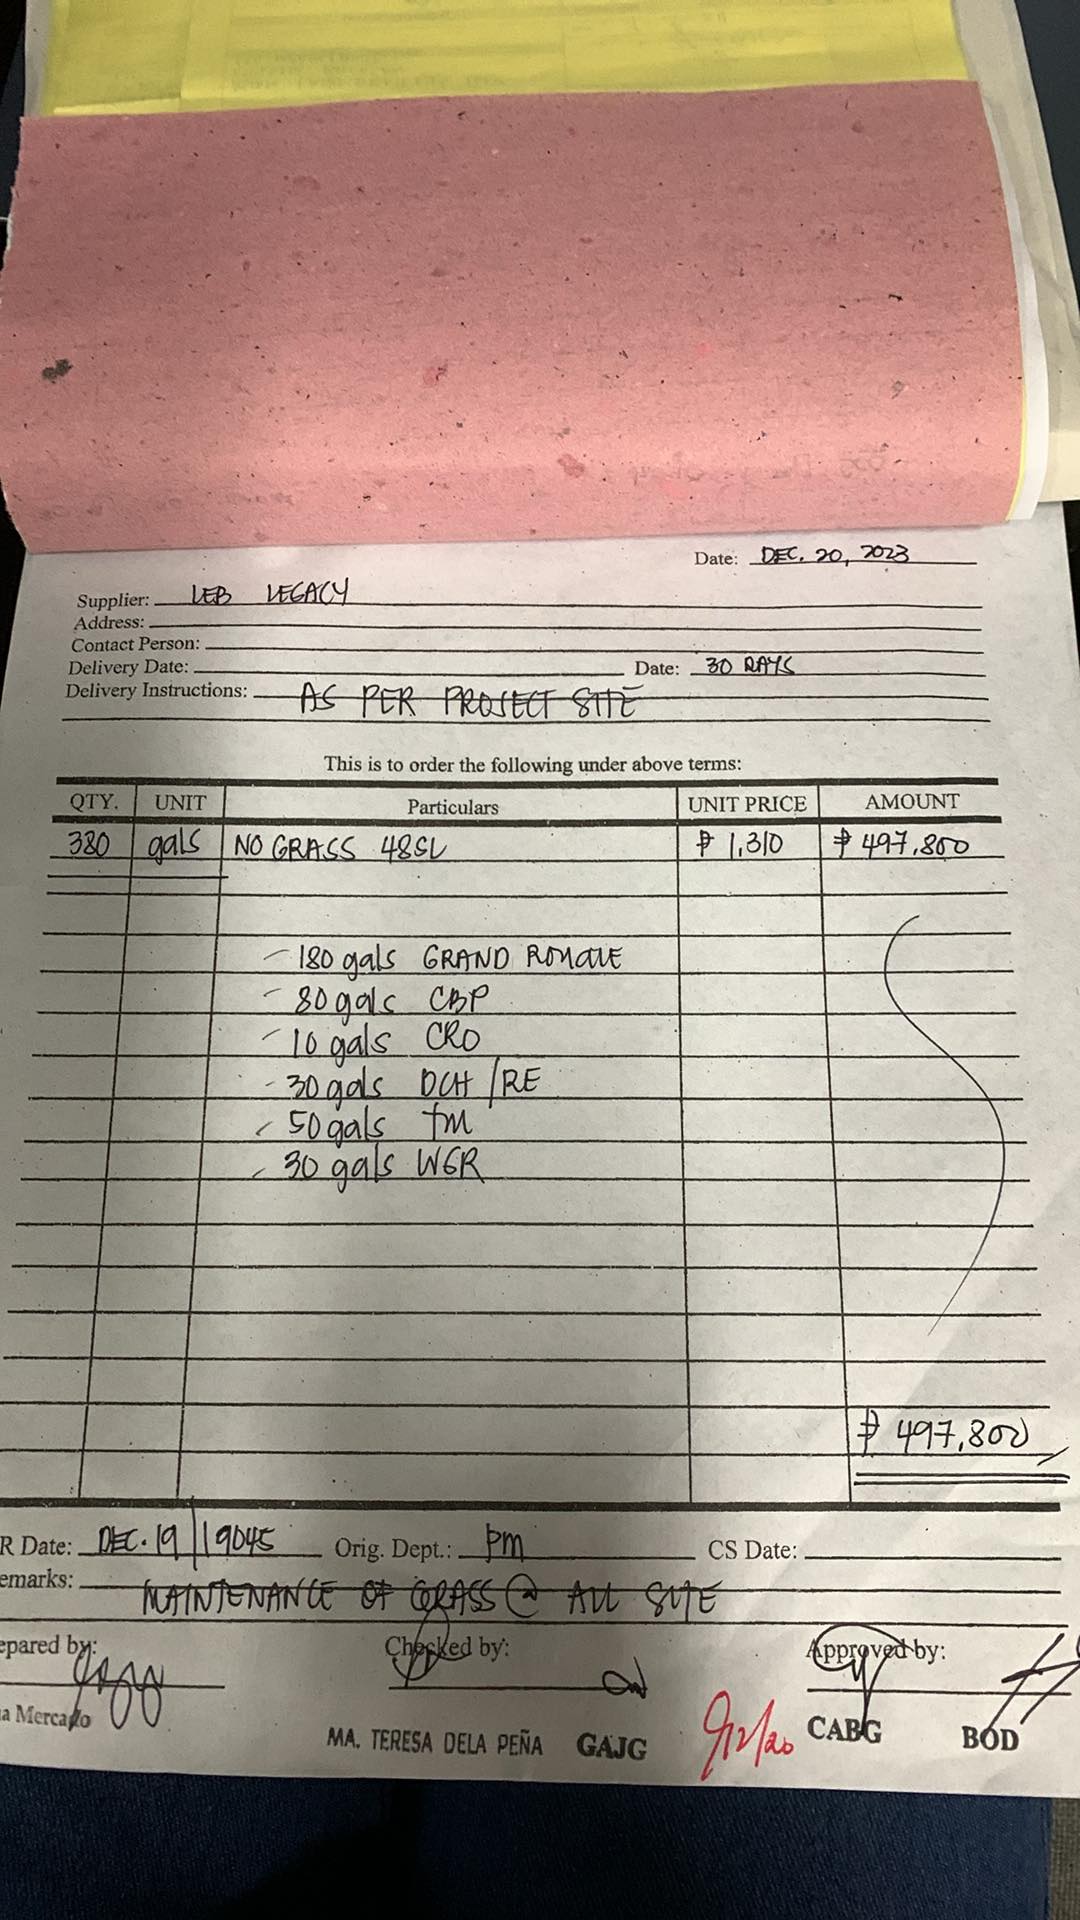 Date: DEC. 20, 2023
Supplier: LEB LEGACY
Address:
Contact Person:
Delivery Date: Date: 30 DAYS
Delivery Instructions: AS PER PROJECT SITE
This is to order the following under above terms:
QTY. UNIT Particulars UNIT PRICE AMOUNT
380 gals NO GRASS 48SL ₱ 1,310 ₱ 497,800
- 180 gals GRAND ROYALE
- 80 gals CBP
- 10 gals CRO
- 30 gals DCH/RE
- 50 gals TM
- 30 gals WGR
₱ 497,800
R Date: DEC. 19 / 19045 Orig. Dept.: pm CS Date:
emarks: MAINTENANCE OF GRASS @ ALL SITE
epared by: Checked by: Approved by:
a Mercado MA. TERESA DELA PEÑA GAJG 12/20 CABG BOD